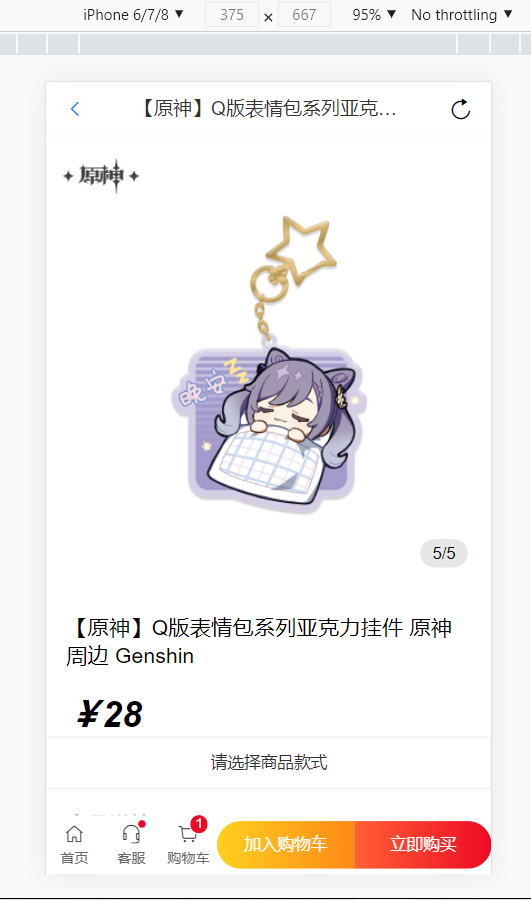 iPhone 6/7/8 ▼ 375 × 667 95% ▼ No throttling ▼
【原神】Q版表情包系列亚克...
原神
晚安zz
5/5
【原神】Q版表情包系列亚克力挂件 原神
周边 Genshin
¥28
请选择商品款式
1
首页 客服 购物车 加入购物车 立即购买